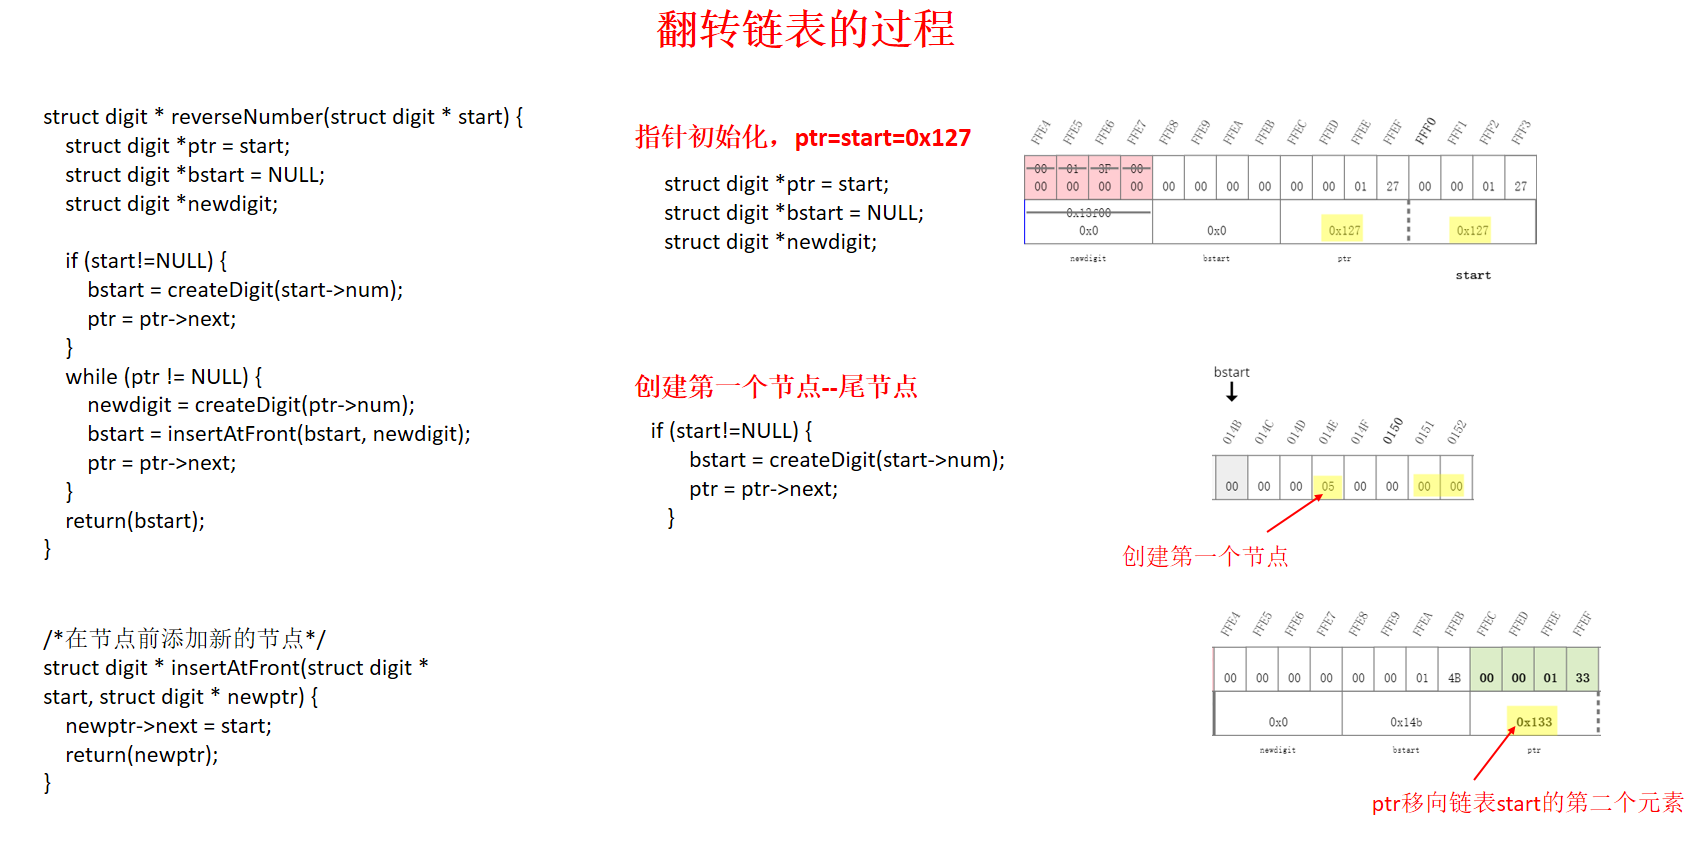 翻转链表的过程
struct digit * reverseNumber(struct digit * start) {
struct digit *ptr = start;
struct digit *bstart = NULL;
struct digit *newdigit;
if (start!=NULL) {
bstart = createDigit(start->num);
ptr = ptr->next;
}
while (ptr != NULL) {
newdigit = createDigit(ptr->num);
bstart = insertAtFront(bstart, newdigit);
ptr = ptr->next;
}
return(bstart);
}
/*在节点前添加新的节点*/
struct digit * insertAtFront(struct digit *
start, struct digit * newptr) {
newptr->next = start;
return(newptr);
}
指针初始化，ptr=start=0x127
struct digit *ptr = start;
struct digit *bstart = NULL;
struct digit *newdigit;
FFE4 FFE5 FFE6 FFE7 FFE8 FFE9 FFEA FFEB FFEC FFED FFEE FFEF FFF0 FFF1 FFF2 FFF3
00 01 3F 00
00 00 00 00 00 00 00 00 00 00 01 27 00 00 01 27
0x13f00
0x0 0x0 0x127 0x127
newdigit bstart ptr
start
创建第一个节点--尾节点
if (start!=NULL) {
bstart = createDigit(start->num);
ptr = ptr->next;
}
bstart
014B 014C 014D 014E 014F 0150 0151 0152
00 00 00 05 00 00 00 00
创建第一个节点
FFE4 FFE5 FFE6 FFE7 FFE8 FFE9 FFEA FFEB FFEC FFED FFEE FFEF
00 00 00 00 00 00 01 4B 00 00 01 33
0x0 0x14b 0x133
newdigit bstart ptr
ptr移向链表start的第二个元素